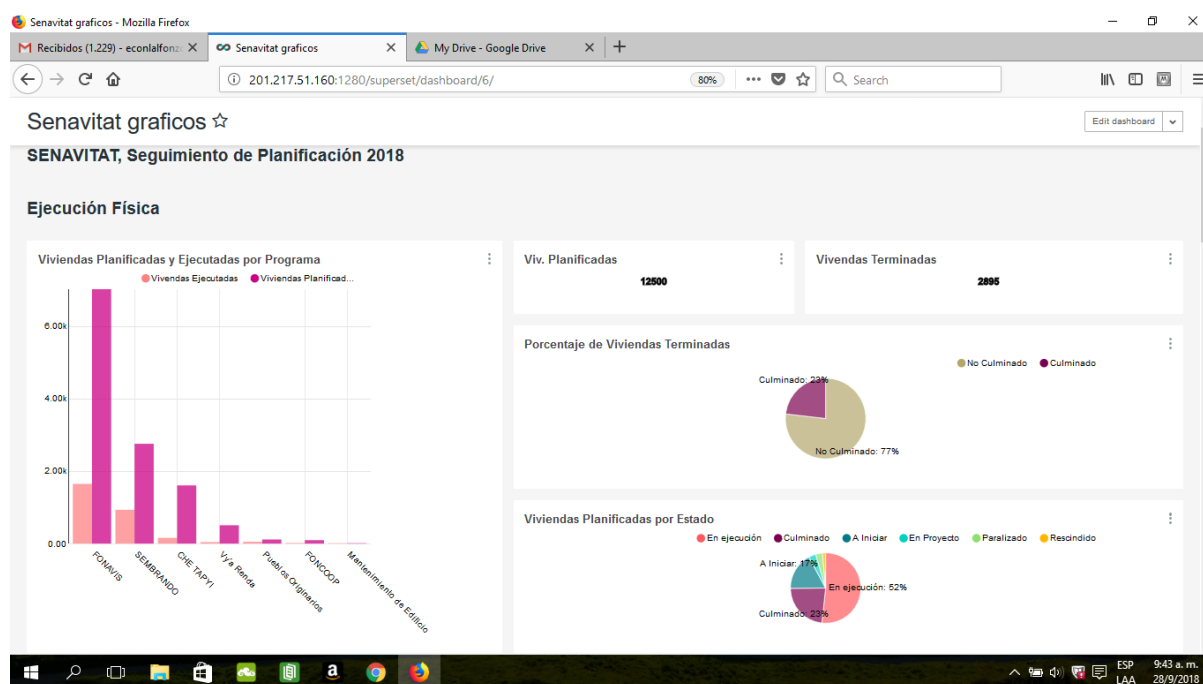 Senavitat graficos - Mozilla Firefox
Recibidos (1.229) - econlalfonz
Senavitat graficos
My Drive - Google Drive
201.217.51.160:1280/superset/dashboard/6/
80%
Search
Senavitat graficos
Edit dashboard
SENAVITAT, Seguimiento de Planificación 2018
Ejecución Física
Viviendas Planificadas y Ejecutadas por Programa
Vivendas Ejecutadas
Viviendas Planificad...
6.00k
4.00k
2.00k
0.00
FONAVIS
SEMBRANDO
CHE TAPYI
Vy'a Renda
Pueblos Originarios
FONCOOP
Mantenimiento de Edificio
Viv. Planificadas
12500
Vivendas Terminadas
2895
Porcentaje de Viviendas Terminadas
No Culminado
Culminado
Culminado: 23%
No Culminado: 77%
Viviendas Planificadas por Estado
En ejecución
Culminado
A Iniciar
En Proyecto
Paralizado
Rescindido
A Iniciar: 17%
En ejecución: 52%
Culminado: 23%
ESP
LAA
9:43 a. m.
28/9/2018